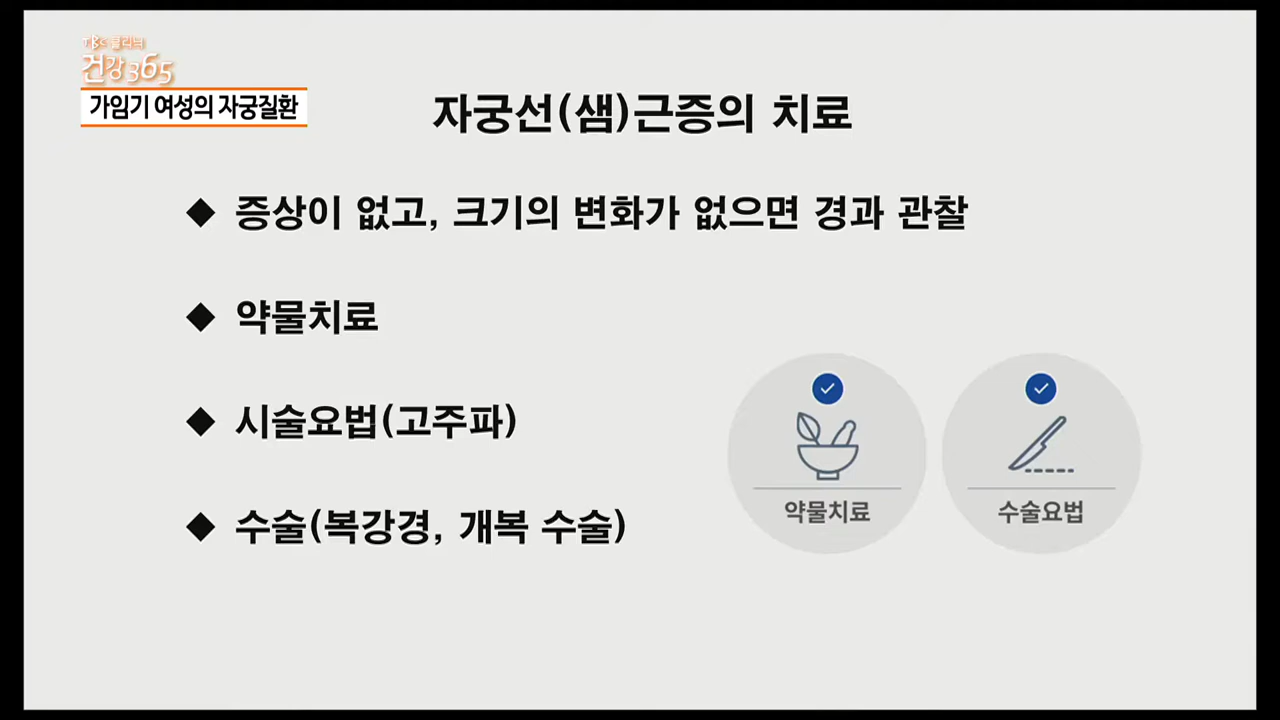 TBC 클리닉
건강365
가임기 여성의 자궁질환
자궁선(샘)근증의 치료
◆ 증상이 없고, 크기의 변화가 없으면 경과 관찰
◆ 약물치료
◆ 시술요법(고주파)
◆ 수술(복강경, 개복 수술)
약물치료
수술요법